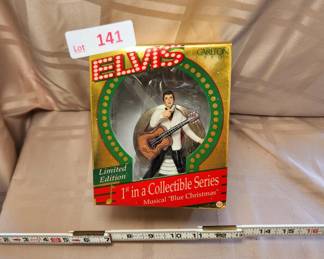 Lot 141
ELVIS
CARLTON
Limited
Edition
1st in a Collectible Series
Musical "Blue Christmas"